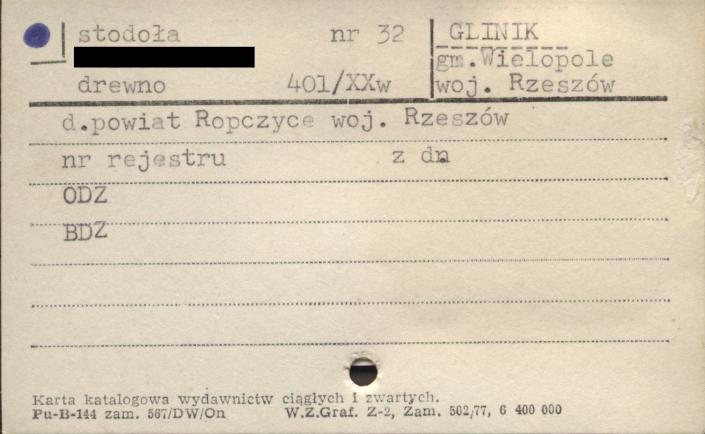 stodoła nr 32 GLINIK
gm.Wielopole
drewno 401/XXw woj. Rzeszów
d.powiat Ropczyce woj. Rzeszów
nr rejestru z dn
ODZ
BDZ
Karta katalogowa wydawnictw ciągłych i zwartych.
Pu-B-144 zam. 567/DW/On W.Z.Graf. Z-2, Zam. 502/77, 6 400 000